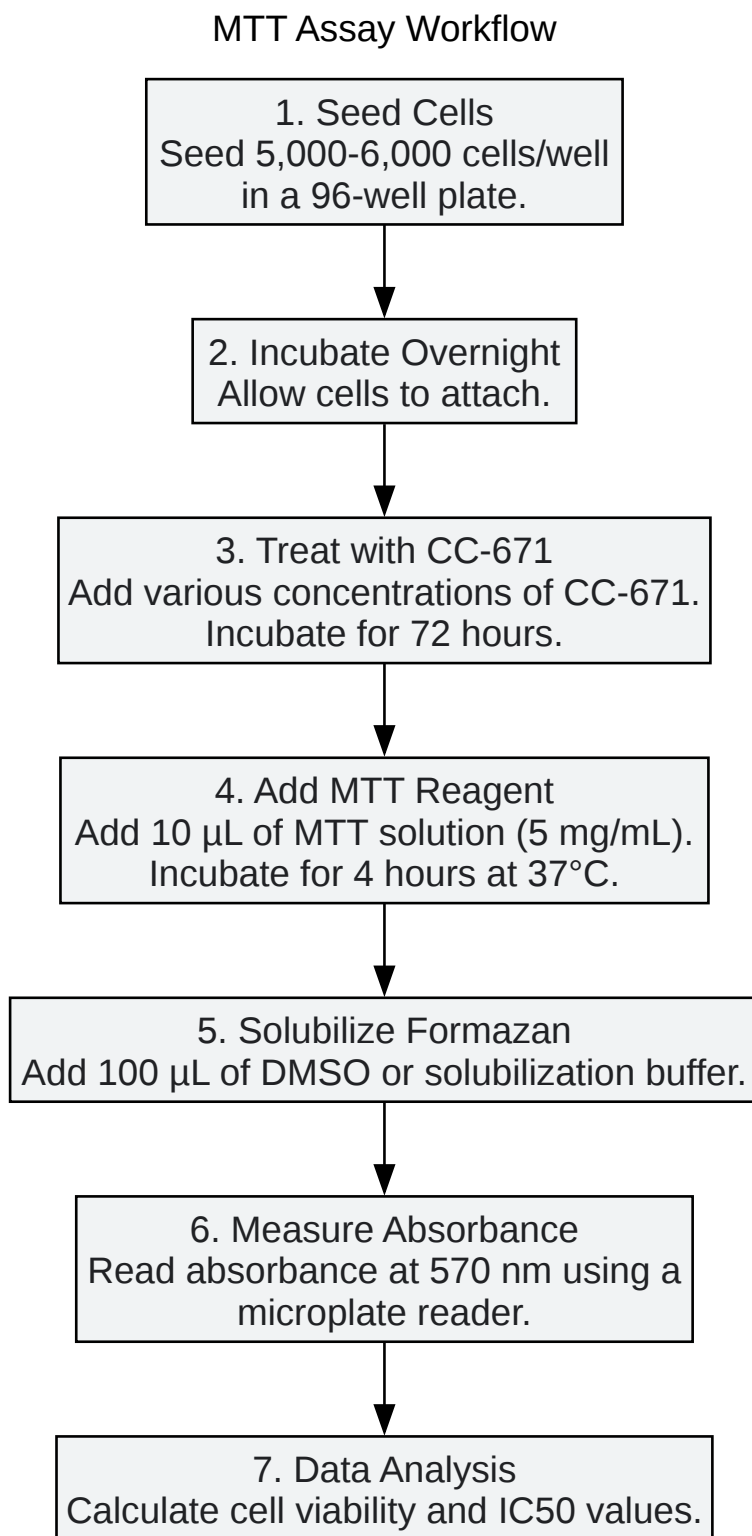 MTT Assay Workflow
1. Seed Cells
Seed 5,000-6,000 cells/well
in a 96-well plate.
2. Incubate Overnight
Allow cells to attach.
3. Treat with CC-671
Add various concentrations of CC-671.
Incubate for 72 hours.
4. Add MTT Reagent
Add 10 µL of MTT solution (5 mg/mL).
Incubate for 4 hours at 37°C.
5. Solubilize Formazan
Add 100 µL of DMSO or solubilization buffer.
6. Measure Absorbance
Read absorbance at 570 nm using a
microplate reader.
7. Data Analysis
Calculate cell viability and IC50 values.